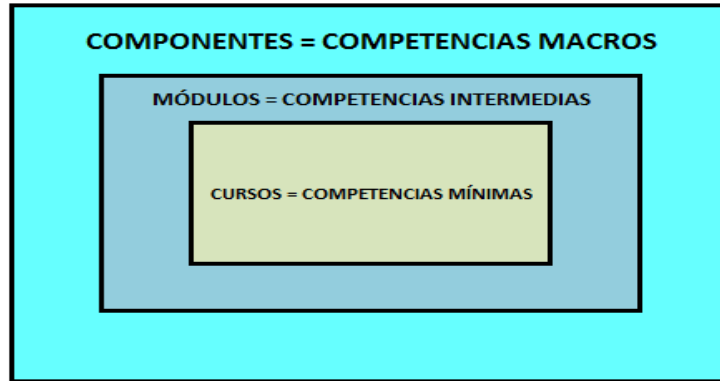 COMPONENTES = COMPETENCIAS MACROS
MÓDULOS = COMPETENCIAS INTERMEDIAS
CURSOS = COMPETENCIAS MÍNIMAS